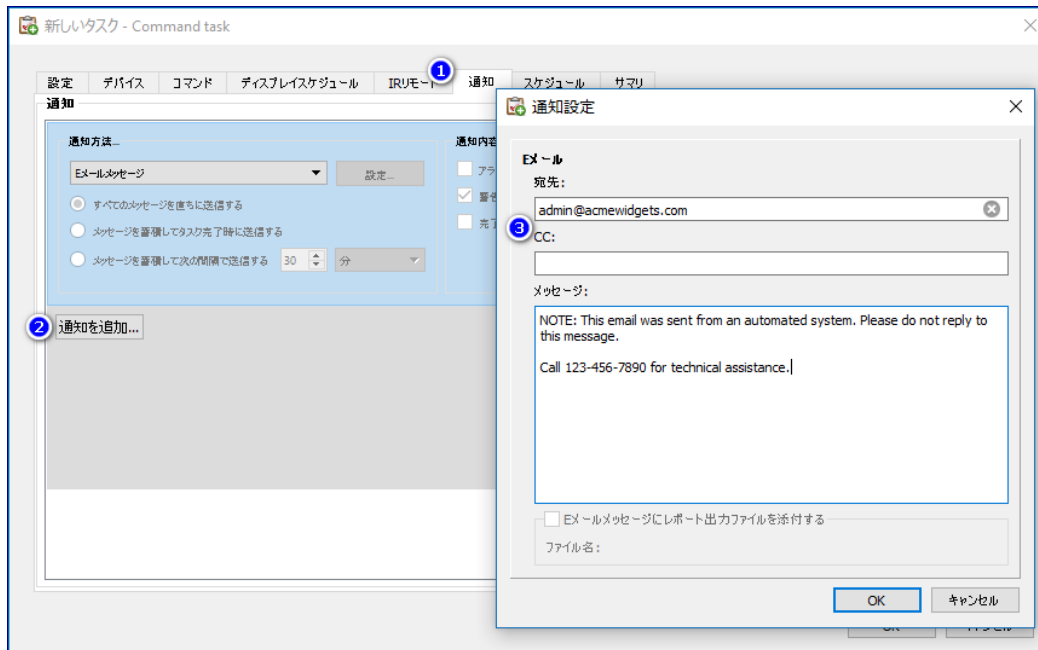 新しいタスク - Command task
設定 デバイス コマンド ディスプレイスケジュール IRリモート 1 通知 スケジュール サマリ
通知
通知方法...
通知内容
Eメールメッセージ
設定...
アラ
すべてのメッセージを直ちに送信する
警告
メッセージを蓄積してタスク完了時に送信する
完了
メッセージを蓄積して次の間隔で送信する 30 分
2 通知を追加...
通知設定
Eメール
宛先:
admin@acmewidgets.com
3
CC:
メッセージ:
NOTE: This email was sent from an automated system. Please do not reply to
this message.
Call 123-456-7890 for technical assistance.
Eメールメッセージにレポート出力ファイルを添付する
ファイル名:
OK キャンセル